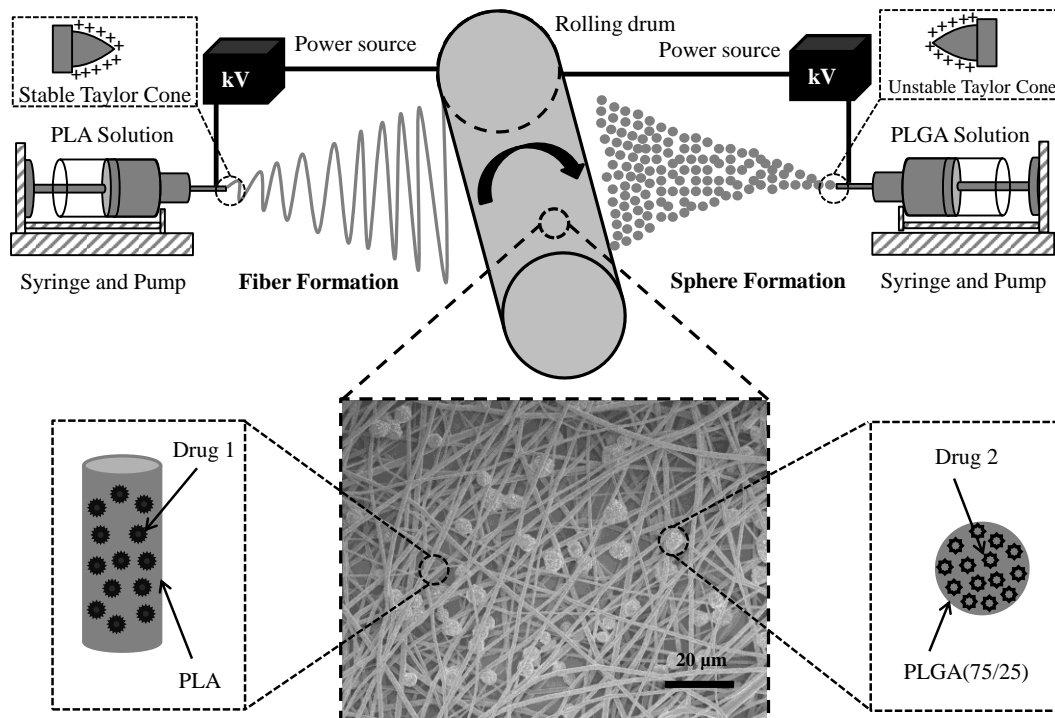 Rolling drum
Power source
Power source
kV
kV
Stable Taylor Cone
Unstable Taylor Cone
PLA Solution
PLGA Solution
Syringe and Pump
Fiber Formation
Sphere Formation
Syringe and Pump
Drug 1
Drug 2
PLA
PLGA(75/25)
20 μm